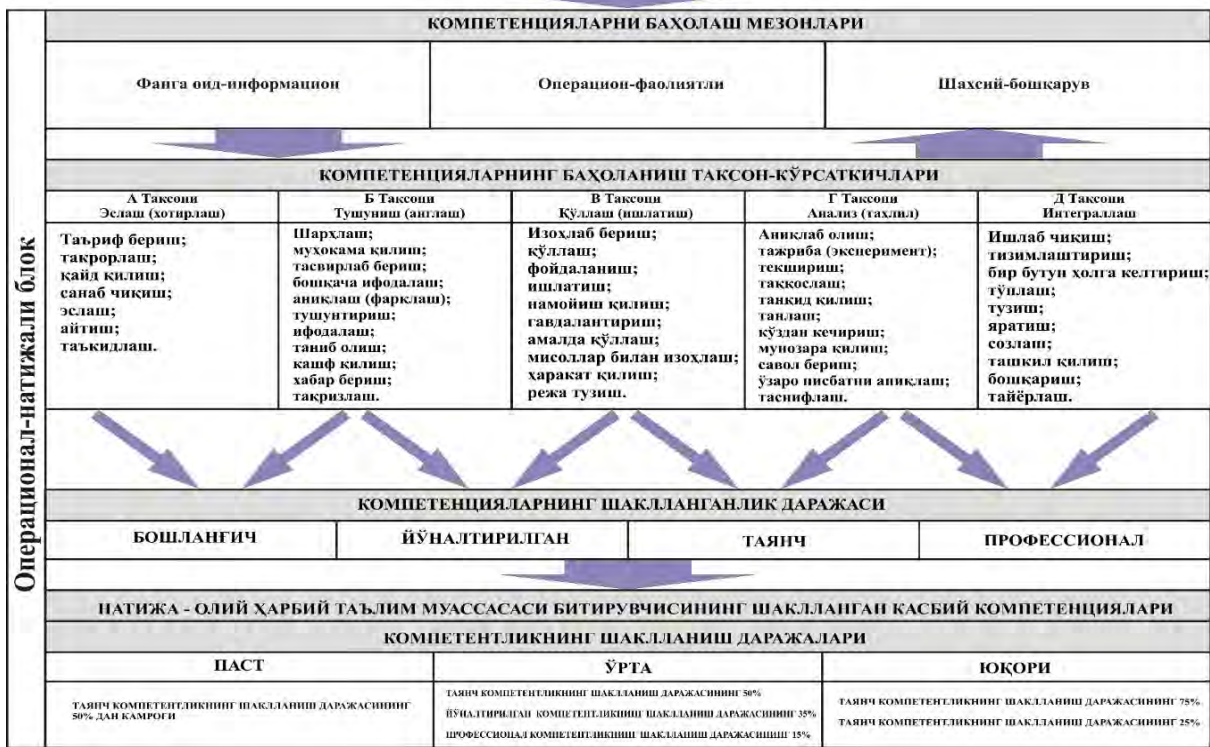 КОМПЕТЕНЦИЯЛАРНИ БАҲОЛАШ МЕЗОНЛАРИ
Фанга оид-информацион
Операцион-фаолиятли
Шахсий-бошқарув
КОМПЕТЕНЦИЯЛАРНИНГ БАҲОЛАНИШ ТАКСОН-КЎРСАТКИЧЛАРИ
А Таксони
Эслаш (хотирлаш)
Б Таксони
Тушуниш (англаш)
В Таксони
Қўллаш (ишлатиш)
Г Таксони
Анализ (таҳлил)
Д Таксони
Интеграллаш
Таъриф бериш;
такрорлаш;
қайд қилиш;
санаб чиқиш;
эслаш;
айтиш;
таъкидлаш.
Шарҳлаш;
муҳокама қилиш;
тасвирлаб бериш;
бошқача ифодалаш;
аниқлаш (фарқлаш);
тушунтириш;
ифодалаш;
таниб олиш;
кашф қилиш;
хабар бериш;
тақризлаш.
Изоҳлаб бериш;
қўллаш;
фойдаланиш;
ишлатиш;
намойиш қилиш;
гавдалантириш;
амалда қўллаш;
мисоллар билан изоҳлаш;
ҳаракат қилиш;
режа тузиш.
Аниқлаб олиш;
тажриба (эксперимент);
текшириш;
таққослаш;
танқид қилиш;
танлаш;
кўздан кечириш;
мунозара қилиш;
савол бериш;
ўзаро нисбатни аниқлаш;
таснифлаш.
Ишлаб чиқиш;
тизимлаштириш;
бир бутун ҳолга келтириш;
тўплаш;
тузиш;
яратиш;
созлаш;
ташкил қилиш;
бошқариш;
тайёрлаш.
Операционал-натижали блок
КОМПЕТЕНЦИЯЛАРНИНГ ШАКЛЛАНГАНЛИК ДАРАЖАСИ
БОШЛАНҒИЧ
ЙЎНАЛТИРИЛГАН
ТАЯНЧ
ПРОФЕССИОНАЛ
НАТИЖА - ОЛИЙ ҲАРБИЙ ТАЪЛИМ МУАССАСАСИ БИТИРУВЧИСИНИНГ ШАКЛЛАНГАН КАСБИЙ КОМПЕТЕНЦИЯЛАРИ
КОМПЕТЕНТЛИКНИНГ ШАКЛЛАНИШ ДАРАЖАЛАРИ
ПАСТ
ЎРТА
ЮҚОРИ
ТАЯНЧ КОМПЕТЕНТЛИКНИНГ ШАКЛЛАНИШ ДАРАЖАСИНИНГ
50% ДАН КАМРОГИ
ТАЯНЧ КОМПЕТЕНТЛИКНИНГ ШАКЛЛАНИШ ДАРАЖАСИНИНГ 50%
ЙЎНАЛТИРИЛГАН КОМПЕТЕНТЛИКНИНГ ШАКЛЛАНИШ ДАРАЖАСИНИНГ 35%
ПРОФЕССИОНАЛ КОМПЕТЕНТЛИКНИНГ ШАКЛЛАНИШ ДАРАЖАСИНИНГ 15%
ТАЯНЧ КОМПЕТЕНТЛИКНИНГ ШАКЛЛАНИШ ДАРАЖАСИНИНГ 75%
ТАЯНЧ КОМПЕТЕНТЛИКНИНГ ШАКЛЛАНИШ ДАРАЖАСИНИНГ 25%